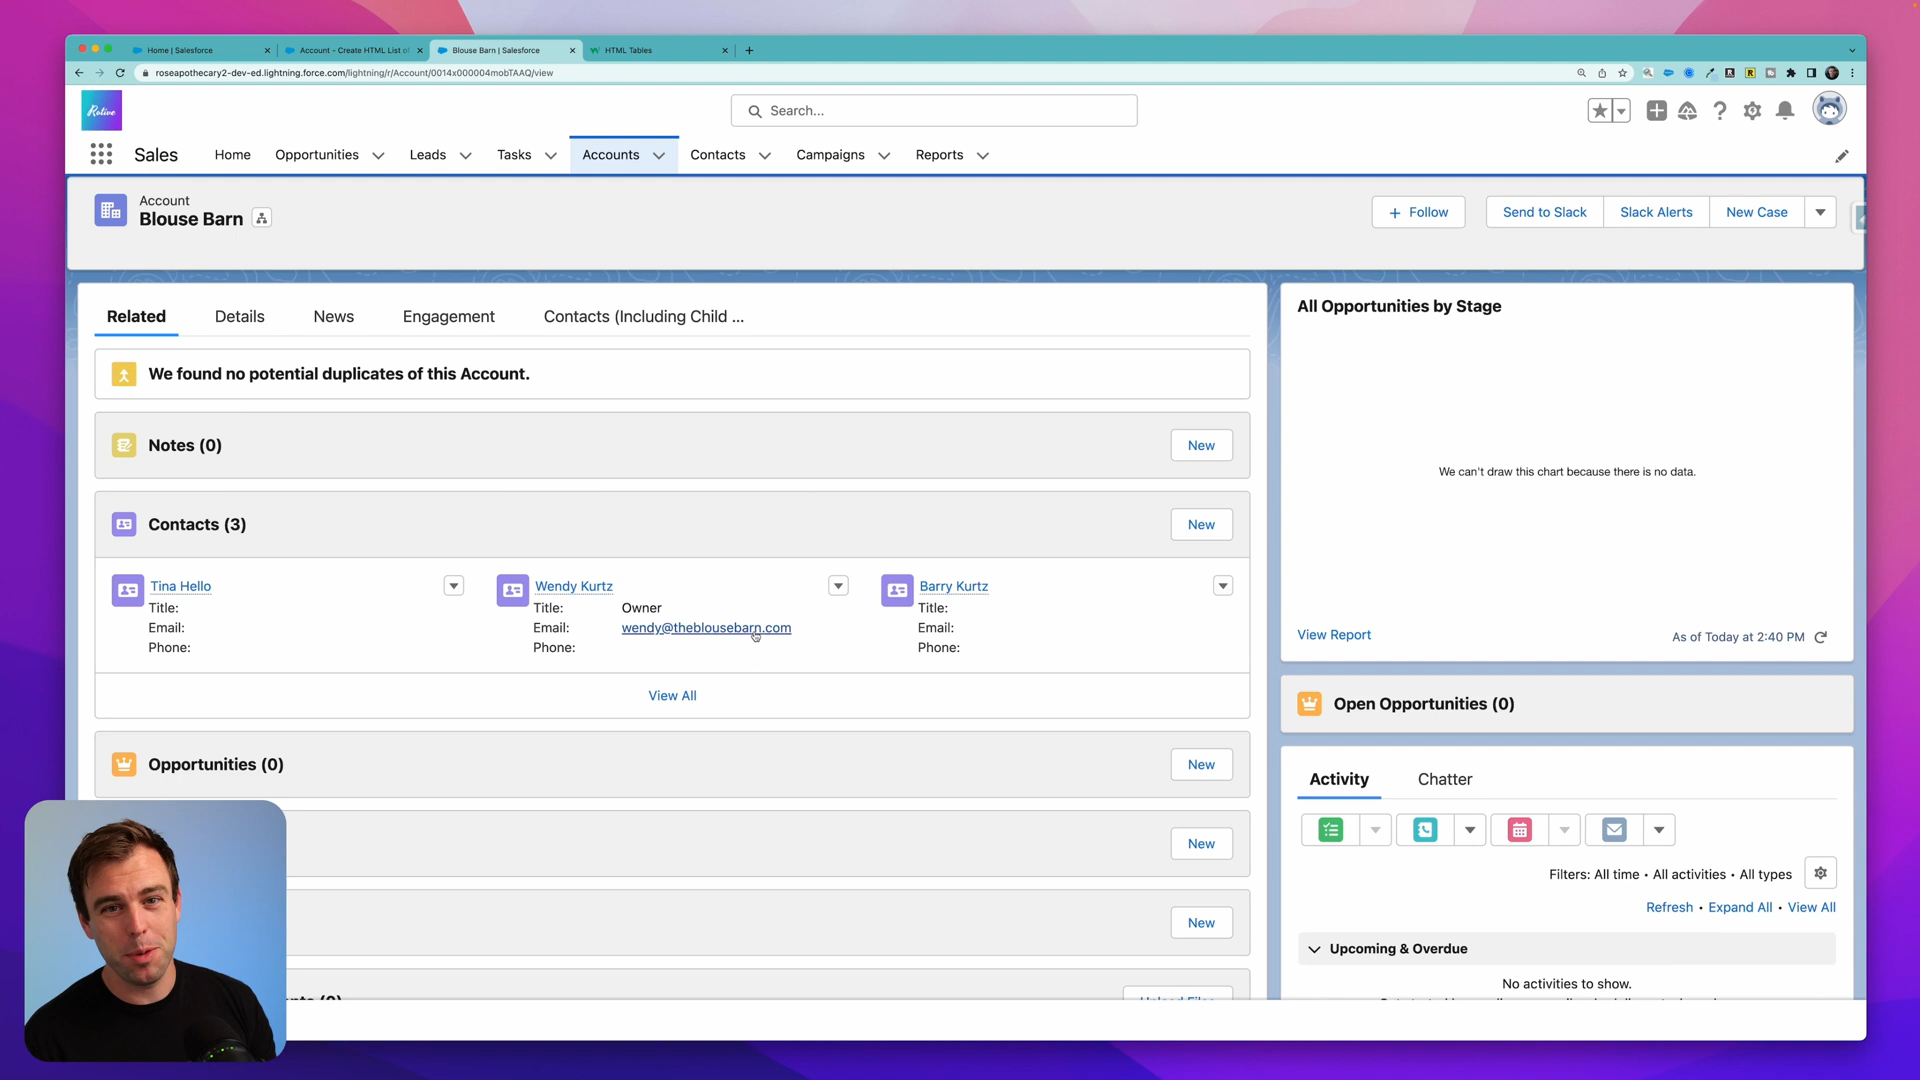 Home | Salesforce
Account - Create HTML List of
Blouse Barn | Salesforce
HTML Tables
roseapothecary2-dev-ed.lightning.force.com/lightning/r/Account/0014x000004mobTAAQ/view
Rotive
Search...
Sales
Home
Opportunities
Leads
Tasks
Accounts
Contacts
Campaigns
Reports
Account
Blouse Barn
+ Follow
Send to Slack
Slack Alerts
New Case
Related
Details
News
Engagement
Contacts (Including Child ...
We found no potential duplicates of this Account.
Notes (0)
New
Contacts (3)
New
Tina Hello
Title:
Email:
Phone:
Wendy Kurtz
Title: Owner
Email: wendy@theblousebarn.com
Phone:
Barry Kurtz
Title:
Email:
Phone:
View All
Opportunities (0)
New
New
New
All Opportunities by Stage
We can't draw this chart because there is no data.
View Report
As of Today at 2:40 PM
Open Opportunities (0)
Activity
Chatter
Filters: All time • All activities • All types
Refresh • Expand All • View All
Upcoming & Overdue
No activities to show.